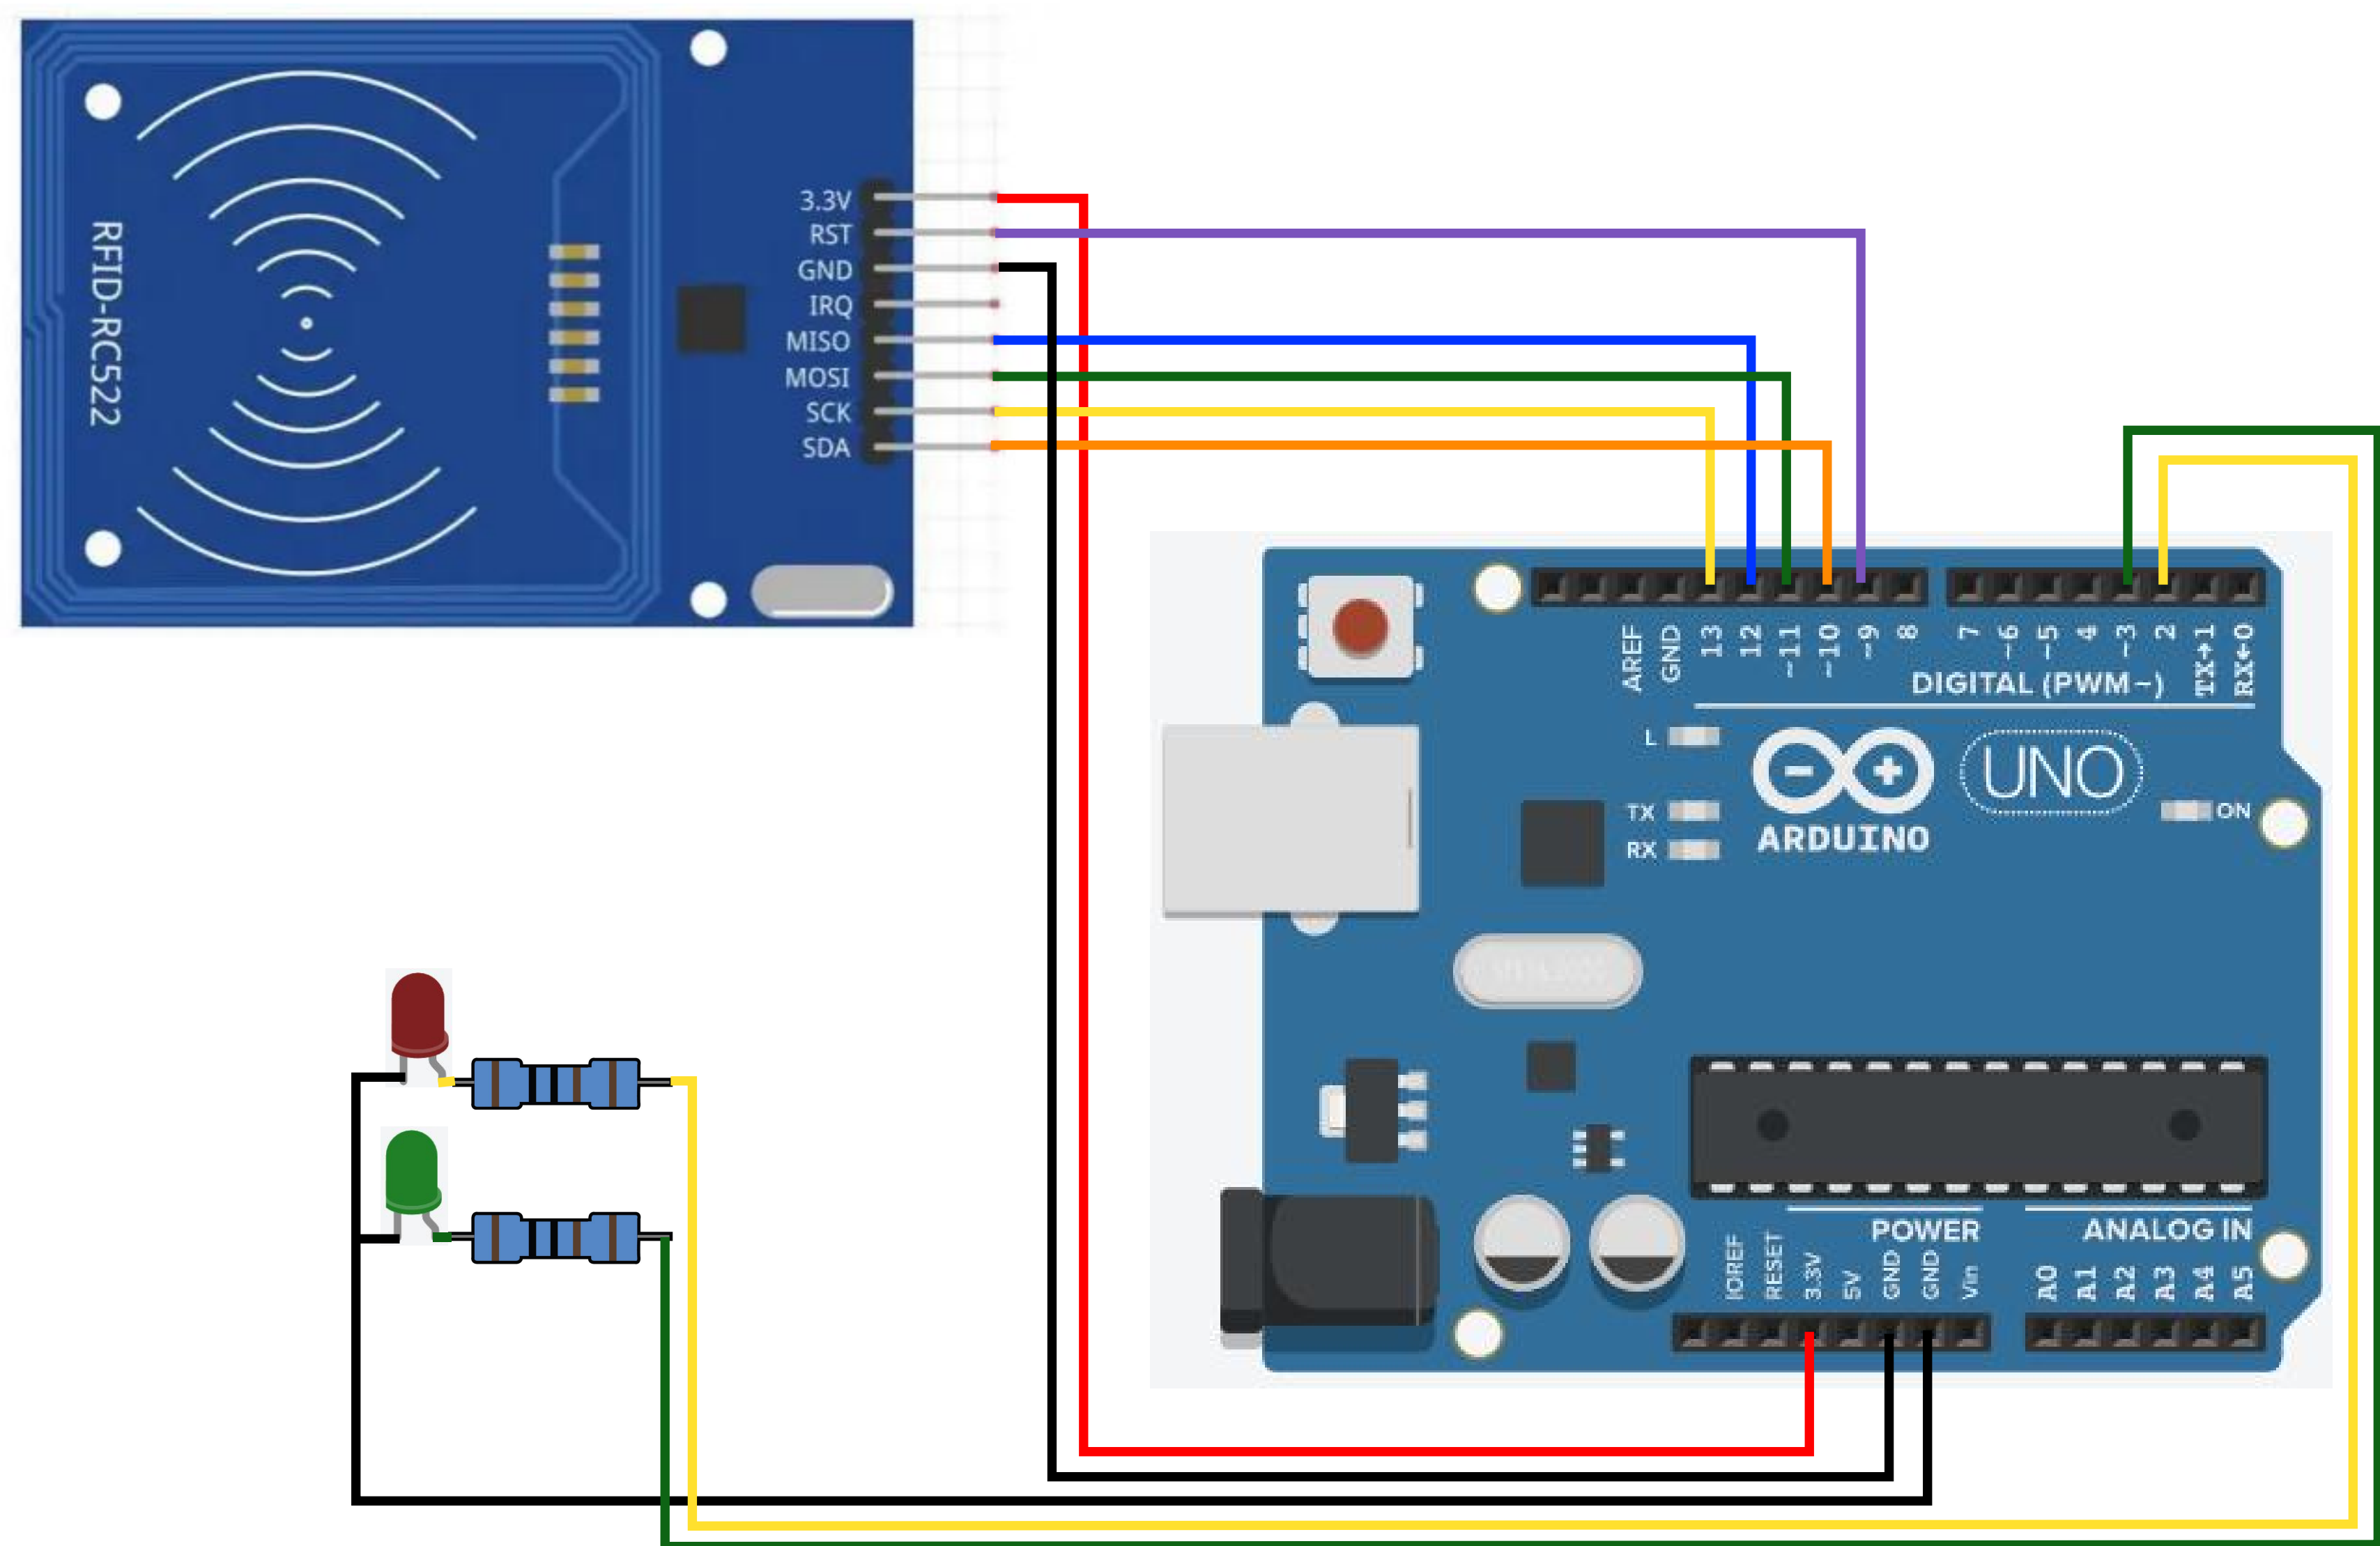 RFID-RC522
3.3V
RST
GND
IRQ
MISO
MOSI
SCK
SDA
AREF
GND
13
12
~11
~10
~9
8
7
~6
~5
4
~3
2
TX→1
RX←0
DIGITAL (PWM~)
L
TX
RX
ARDUINO
UNO
ON
POWER
ANALOG IN
IOREF
RESET
3.3V
5V
GND
GND
Vin
A0
A1
A2
A3
A4
A5